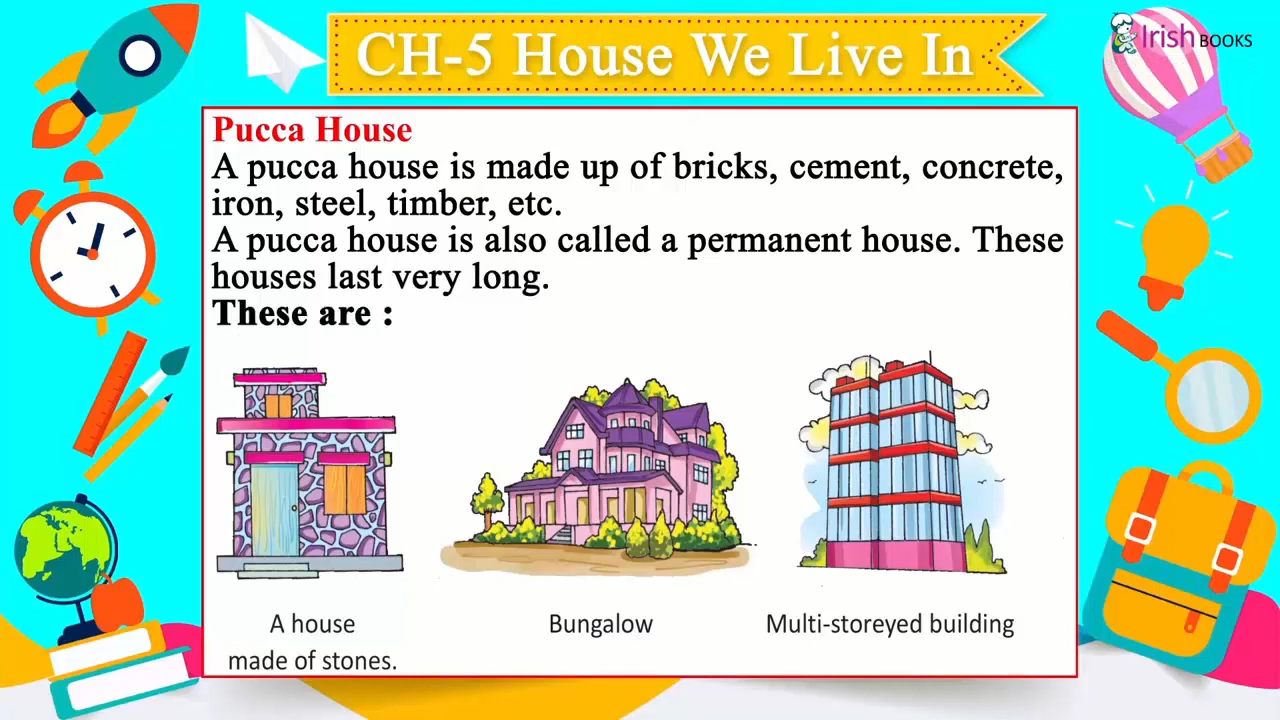 CH-5 House We Live In
Irish BOOKS
Pucca House
A pucca house is made up of bricks, cement, concrete,
iron, steel, timber, etc.
A pucca house is also called a permanent house. These
houses last very long.
These are :
A house
made of stones.
Bungalow
Multi-storeyed building